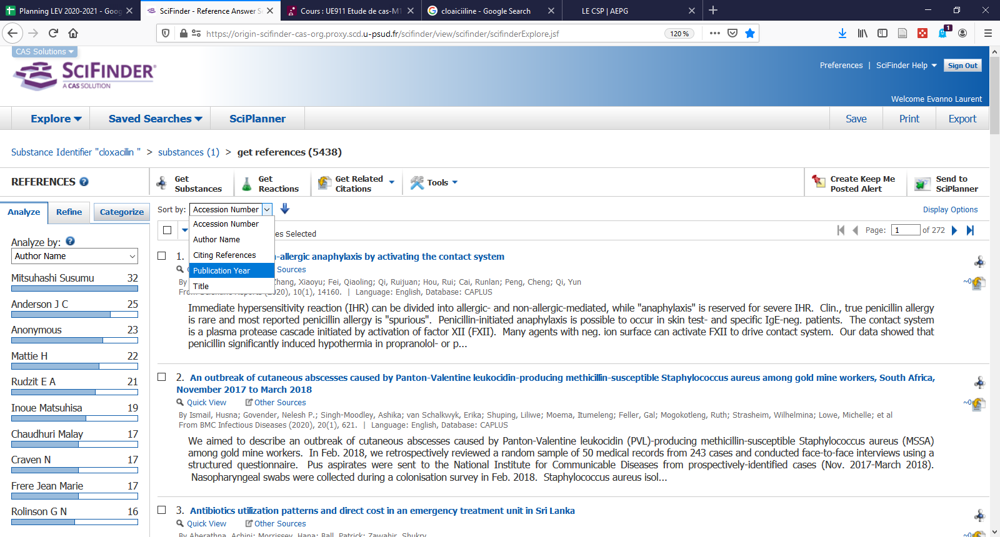 Planning LEV 2020-2021 - Goog
SciFinder - Reference Answer Se
Cours : UE911 Etude de cas-M1
cloaiciiline - Google Search
LE CSP | AEPG
https://origin-scifinder-cas-org.proxy.scd.u-psud.fr/scifinder/view/scifinder/scifinderExplore.jsf
120 %
1
CAS Solutions
SCIFINDER®
A CAS SOLUTION
Preferences | SciFinder Help
Sign Out
Welcome Evanno Laurent
Explore
Saved Searches
SciPlanner
Save
Print
Export
Substance Identifier "cloxacillin " > substances (1) > get references (5438)
REFERENCES
Get Substances
Get Reactions
Get Related Citations
Tools
Create Keep Me Posted Alert
Send to SciPlanner
Analyze
Refine
Categorize
Sort by: Accession Number
Display Options
Accession Number
Author Name
Citing References
Publication Year
Title
es Selected
Page: 1 of 272
Analyze by:
Author Name
Mitsuhashi Susumu 32
Anderson J C 25
Anonymous 23
Mattie H 22
Rudzit E A 21
Inoue Matsuhisa 19
Chaudhuri Malay 17
Craven N 17
Frere Jean Marie 17
Rolinson G N 16
1. n-allergic anaphylaxis by activating the contact system
Sources
By Zhang, Xiaoyu; Fei, Qiaoling; Qi, Ruijuan; Hou, Rui; Cai, Runlan; Peng, Cheng; Qi, Yun
~0
From Scientific Reports (2020), 10(1), 14160. | Language: English, Database: CAPLUS
Immediate hypersensitivity reaction (IHR) can be divided into allergic- and non-allergic-mediated, while "anaphylaxis" is reserved for severe IHR. Clin., true penicillin allergy
is rare and most reported penicillin allergy is "spurious". Penicillin-initiated anaphylaxis is possible to occur in skin test- and specific IgE-neg. patients. The contact system
is a plasma protease cascade initiated by activation of factor XII (FXII). Many agents with neg. ion surface can activate FXII to drive contact system. Our data showed that
penicillin significantly induced hypothermia in propranolol- or p...
2. An outbreak of cutaneous abscesses caused by Panton-Valentine leukocidin-producing methicillin-susceptible Staphylococcus aureus among gold mine workers, South Africa,
November 2017 to March 2018
Quick View Other Sources
~0
By Ismail, Husna; Govender, Nelesh P.; Singh-Moodley, Ashika; van Schalkwyk, Erika; Shuping, Liliwe; Moema, Itumeleng; Feller, Gal; Mogokotleng, Ruth; Strasheim, Wilhelmina; Lowe, Michelle; et al
From BMC Infectious Diseases (2020), 20(1), 621. | Language: English, Database: CAPLUS
We aimed to describe an outbreak of cutaneous abscesses caused by Panton-Valentine leukocidin (PVL)-producing methicillin-susceptible Staphylococcus aureus (MSSA)
among gold mine workers. In Feb. 2018, we retrospectively reviewed a random sample of 50 medical records from 243 cases and conducted face-to-face interviews using a
structured questionnaire. Pus aspirates were sent to the National Institute for Communicable Diseases from prospectively-identified cases (Nov. 2017-March 2018).
Nasopharyngeal swabs were collected during a colonisation survey in Feb. 2018. Staphylococcus aureus isol...
3. Antibiotics utilization patterns and direct cost in an emergency treatment unit in Sri Lanka
Quick View Other Sources
By Aberathna, Achini; Morrissey, Hana; Ball, Patrick; Zawahir, Shukry
~0